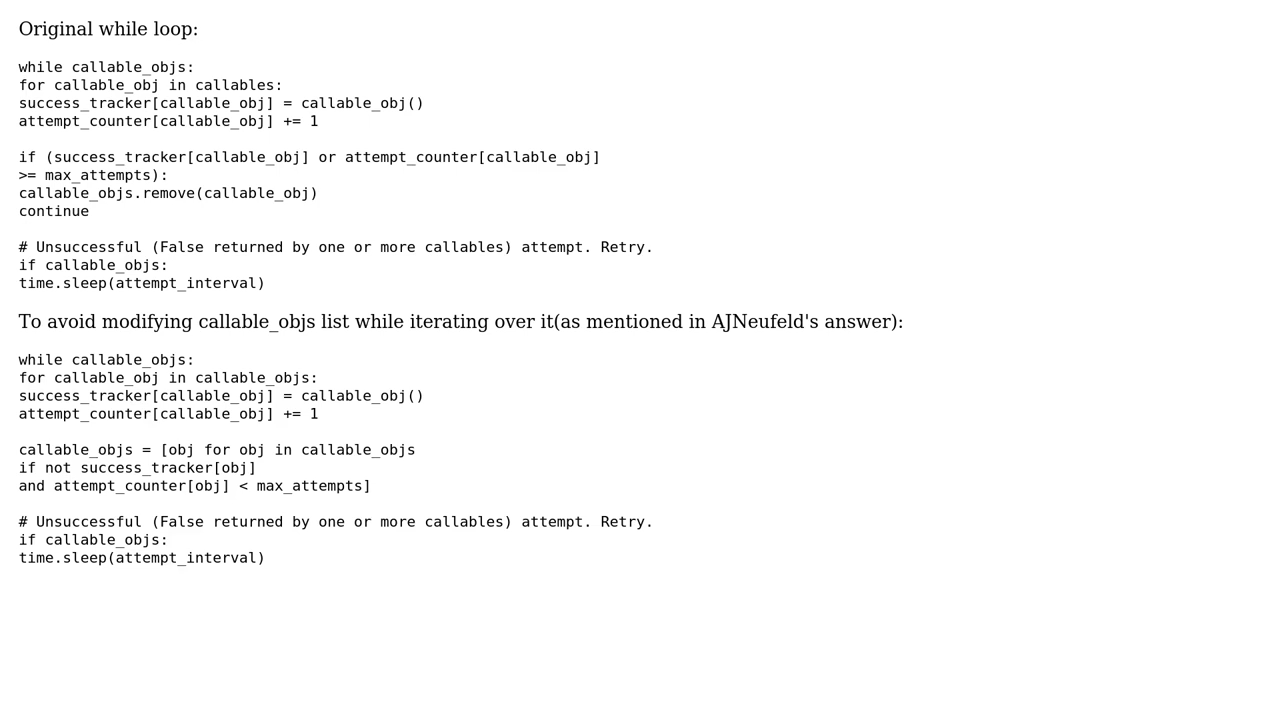 Original while loop:
while callable_objs:
for callable_obj in callables:
success_tracker[callable_obj] = callable_obj()
attempt_counter[callable_obj] += 1
if (success_tracker[callable_obj] or attempt_counter[callable_obj]
>= max_attempts):
callable_objs.remove(callable_obj)
continue
# Unsuccessful (False returned by one or more callables) attempt. Retry.
if callable_objs:
time.sleep(attempt_interval)
To avoid modifying callable_objs list while iterating over it(as mentioned in AJNeufeld's answer):
while callable_objs:
for callable_obj in callable_objs:
success_tracker[callable_obj] = callable_obj()
attempt_counter[callable_obj] += 1
callable_objs = [obj for obj in callable_objs
if not success_tracker[obj]
and attempt_counter[obj] < max_attempts]
# Unsuccessful (False returned by one or more callables) attempt. Retry.
if callable_objs:
time.sleep(attempt_interval)